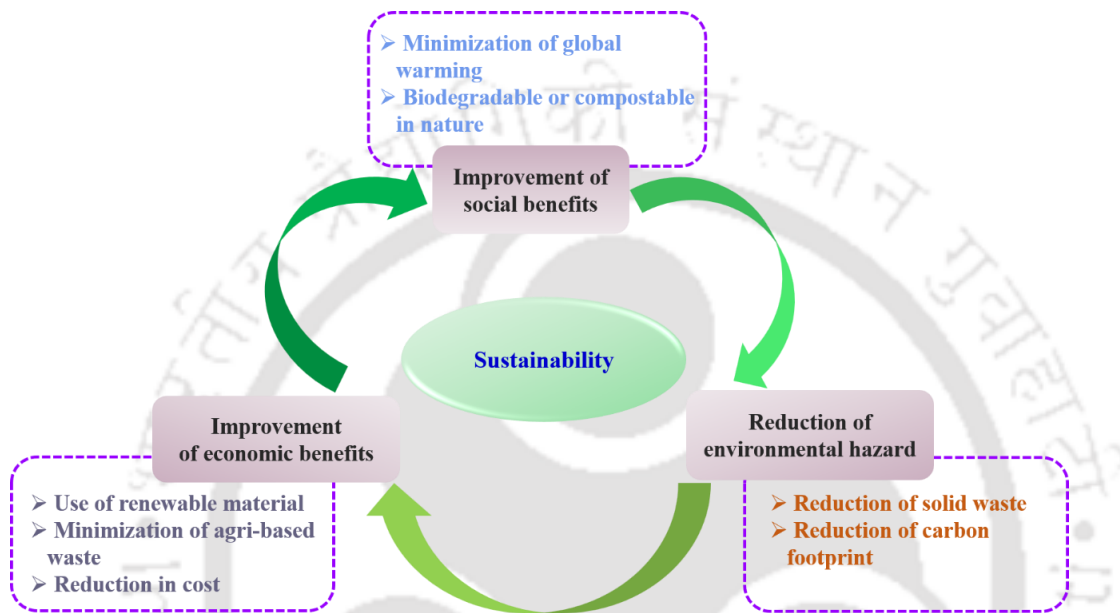 ➢ Minimization of global
warming
➢ Biodegradable or compostable
in nature
Improvement of
social benefits
Sustainability
Improvement
of economic benefits
Reduction of
environmental hazard
➢ Use of renewable material
➢ Minimization of agri-based
waste
➢ Reduction in cost
➢ Reduction of solid waste
➢ Reduction of carbon
footprint